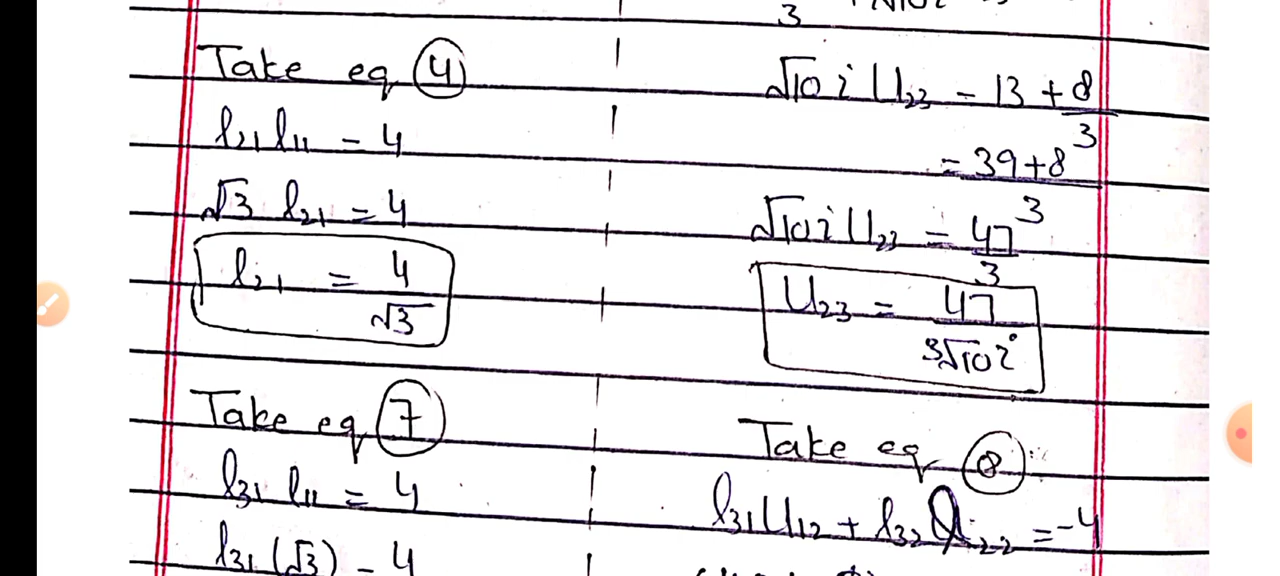 Take eq 4
l21 l11 = 4
√3 l21 = 4
l21 = 4/√3
Take eq 7
l31 l11 = 4
l31 (√3) = 4
3
√10 i U23 = 13 + 8/3
= 39+8/3
√10 i U23 = 47/3
U23 = 47/3√10 i
Take eq 8
l31 U12 + l32 l22 = -4